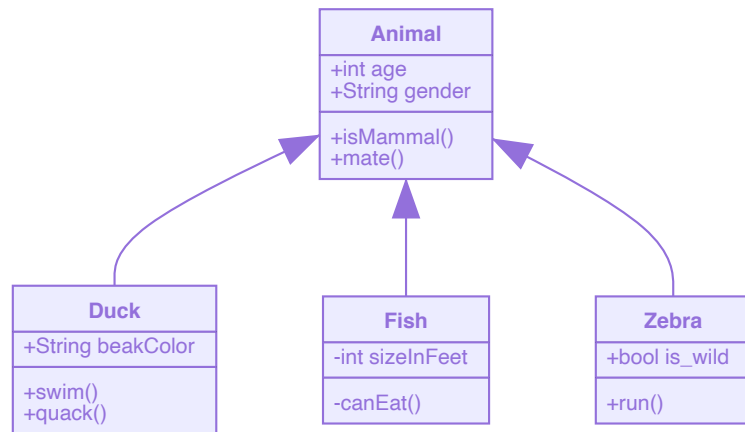 Animal
+int age
+String gender
+isMammal()
+mate()
Duck
+String beakColor
+swim()
+quack()
Fish
-int sizeInFeet
-canEat()
Zebra
+bool is_wild
+run()